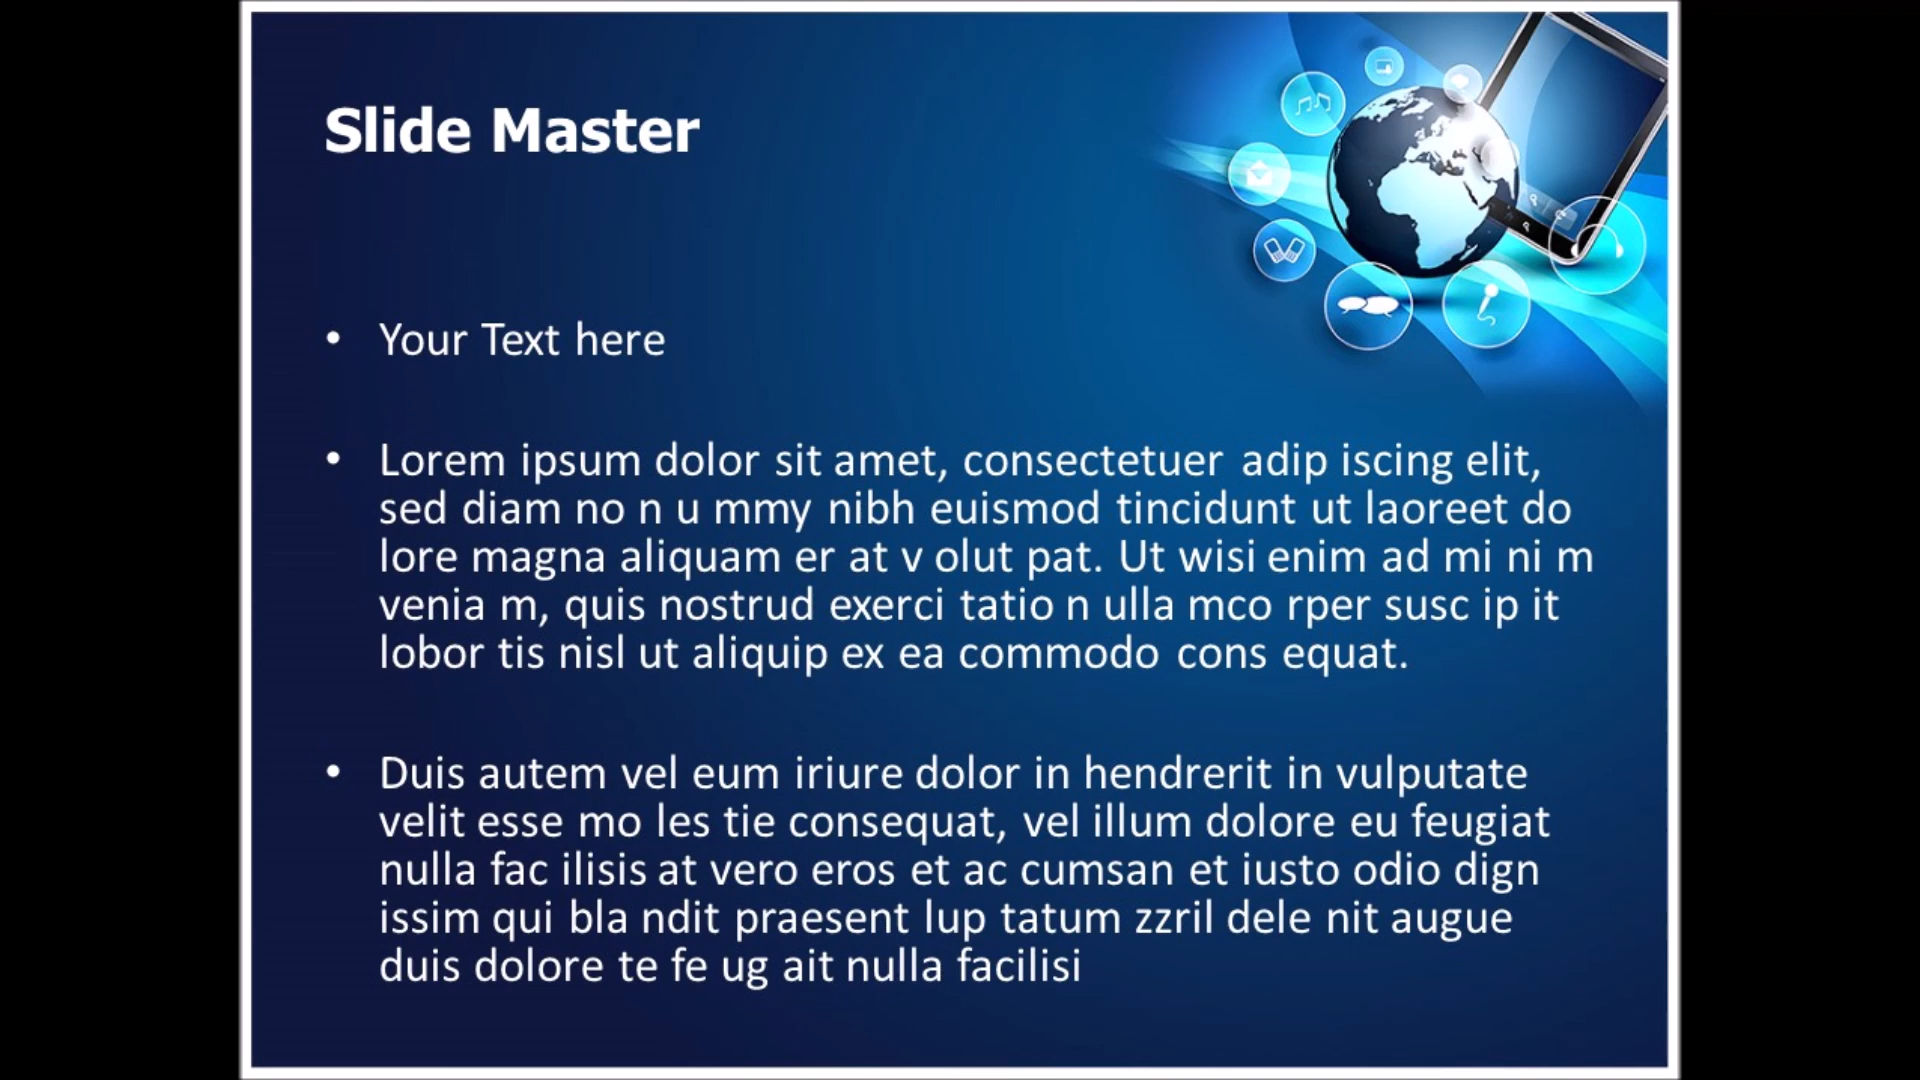 Slide Master
• Your Text here
• Lorem ipsum dolor sit amet, consectetuer adip iscing elit,
sed diam no n u mmy nibh euismod tincidunt ut laoreet do
lore magna aliquam er at v olut pat. Ut wisi enim ad mi ni m
venia m, quis nostrud exerci tatio n ulla mco rper susc ip it
lobor tis nisl ut aliquip ex ea commodo cons equat.
• Duis autem vel eum iriure dolor in hendrerit in vulputate
velit esse mo les tie consequat, vel illum dolore eu feugiat
nulla fac ilisis at vero eros et ac cumsan et iusto odio dign
issim qui bla ndit praesent lup tatum zzril dele nit augue
duis dolore te fe ug ait nulla facilisi